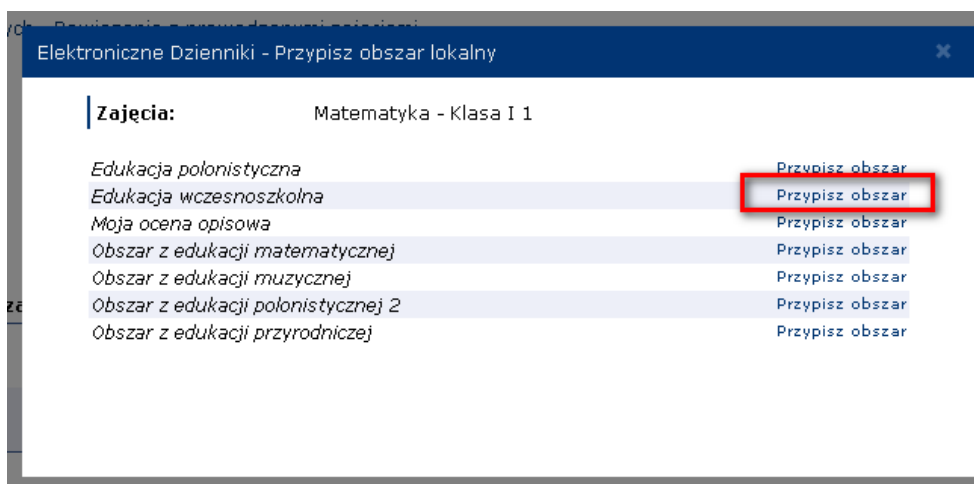 Elektroniczne Dzienniki - Przypisz obszar lokalny
Zajęcia: Matematyka - Klasa I 1
Edukacja polonistyczna Przypisz obszar
Edukacja wczesnoszkolna Przypisz obszar
Moja ocena opisowa Przypisz obszar
Obszar z edukacji matematycznej Przypisz obszar
Obszar z edukacji muzycznej Przypisz obszar
Obszar z edukacji polonistycznej 2 Przypisz obszar
Obszar z edukacji przyrodniczej Przypisz obszar